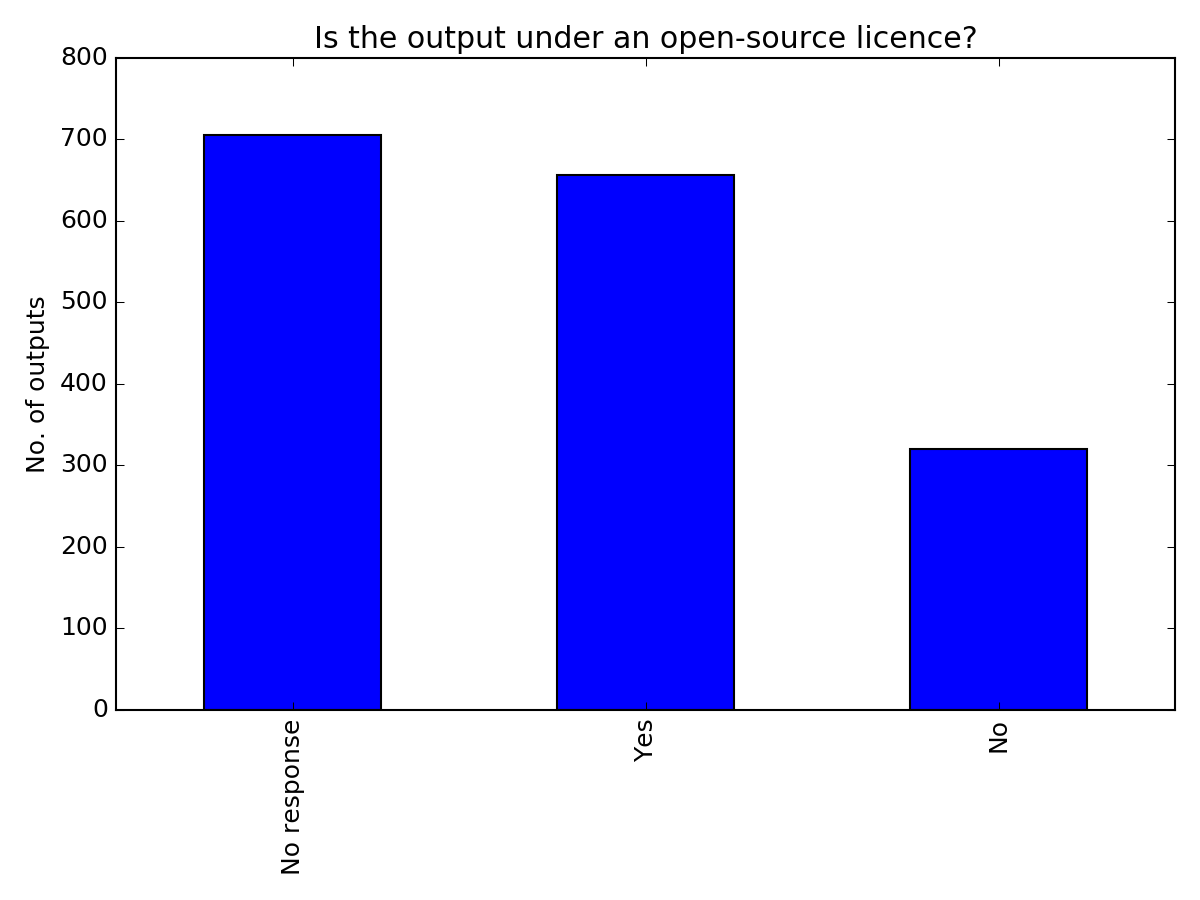 Is the output under an open-source licence?
800
700
600
500
400
300
200
100
0
No. of outputs
No response
Yes
No